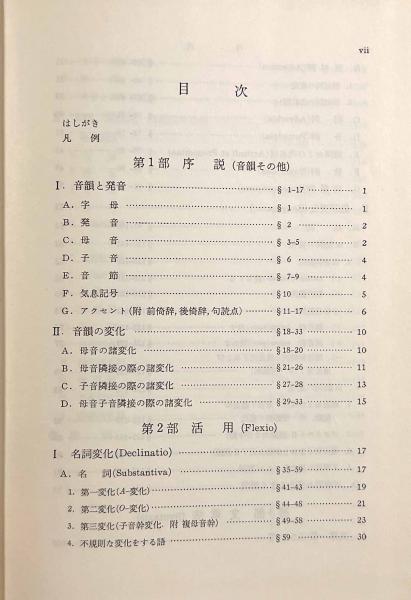 vii
目 次
はしがき
凡 例
第1部 序 説 (音韻その他)
I. 音韻と発音 ………… § 1–17 ………… 1
A. 字 母 ………… § 1 ………… 1
B. 発 音 ………… § 2 ………… 2
C. 母 音 ………… § 3–5 ………… 2
D. 子 音 ………… § 6 ………… 4
E. 音 節 ………… § 7–9 ………… 4
F. 気息記号 ………… §10 ………… 5
G. アクセント(附 前倚辞, 後倚辞, 句読点) ………… §11–17 ………… 6
II. 音韻の変化 ………… §18–33 ………… 10
A. 母音の諸変化 ………… §18–20 ………… 10
B. 母音隣接の際の諸変化 ………… §21–26 ………… 11
C. 子音隣接の際の諸変化 ………… §27–28 ………… 13
D. 母音子音隣接の際の諸変化 ………… §29–33 ………… 15
第2部 活 用 (Flexio)
I 名詞変化(Declinatio) ………… 17
A. 名 詞(Substantiva) ………… §35–59 ………… 17
1. 第一変化(A-変化) ………… §41–43 ………… 19
2. 第二変化(O-変化) ………… §44–48 ………… 21
3. 第三変化(子音幹変化. 附 複母音幹) ………… §49–58 ………… 23
4. 不規則な変化をする語 ………… §59 ………… 30